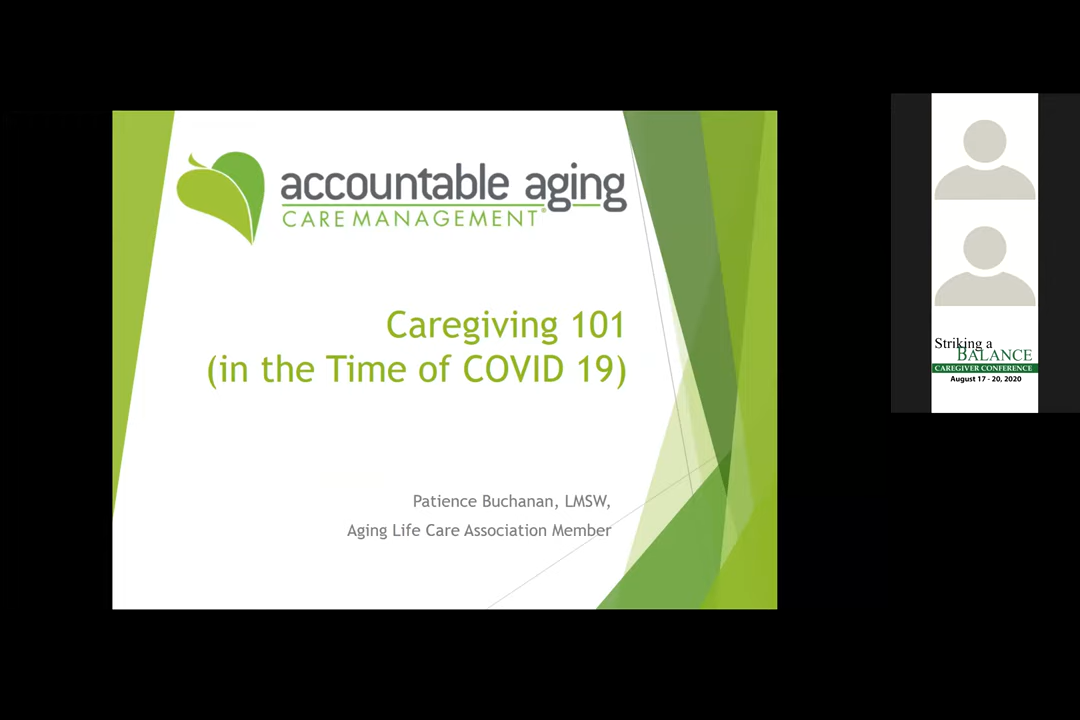 accountable aging
CARE MANAGEMENT®
Caregiving 101
(in the Time of COVID 19)
Patience Buchanan, LMSW,
Aging Life Care Association Member
Striking a
BALANCE
CAREGIVER CONFERENCE
August 17 - 20, 2020